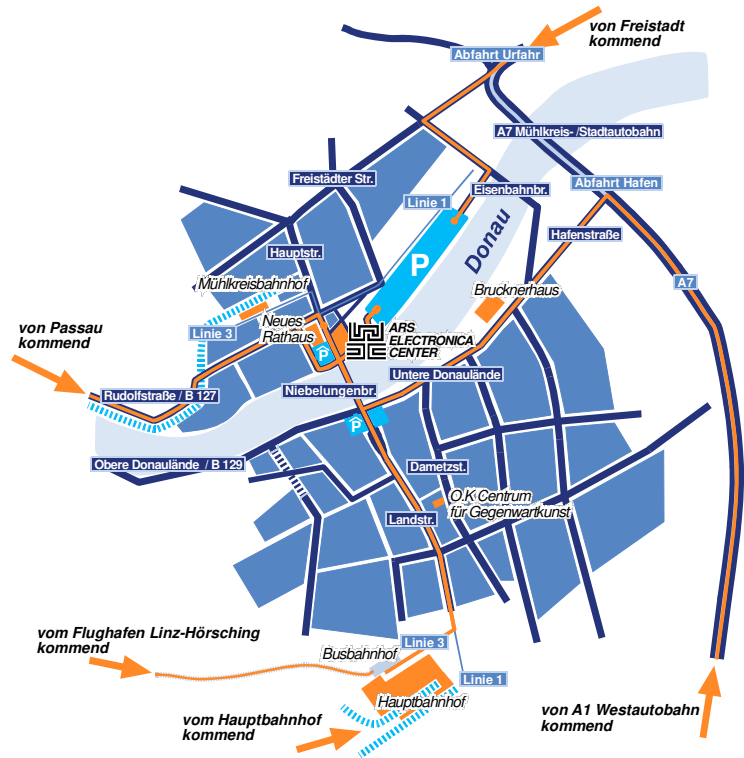 von Freistadt
kommend
Abfahrt Urfahr
A7 Mühlkreis-/Stadtautobahn
Freistädter Str.
Abfahrt Hafen
Eisenbahnbr.
Linie 1
Hafenstraße
Donau
Hauptstr.
P
Mühlkreisbahnhof
A7
Brucknerhaus
von Passau
kommend
Linie 3
Neues
Rathaus
P
ARS
ELECTRONICA
CENTER
Untere Donaulände
Rudolfstraße / B 127
Niebelungenbr.
P
Obere Donaulände / B 129
Dametzst.
O.K Centrum
für Gegenwartkunst
Landstr.
vom Flughafen Linz-Hörsching
kommend
Linie 3
Busbahnhof
Linie 1
Hauptbahnhof
vom Hauptbahnhof
kommend
von A1 Westautobahn
kommend